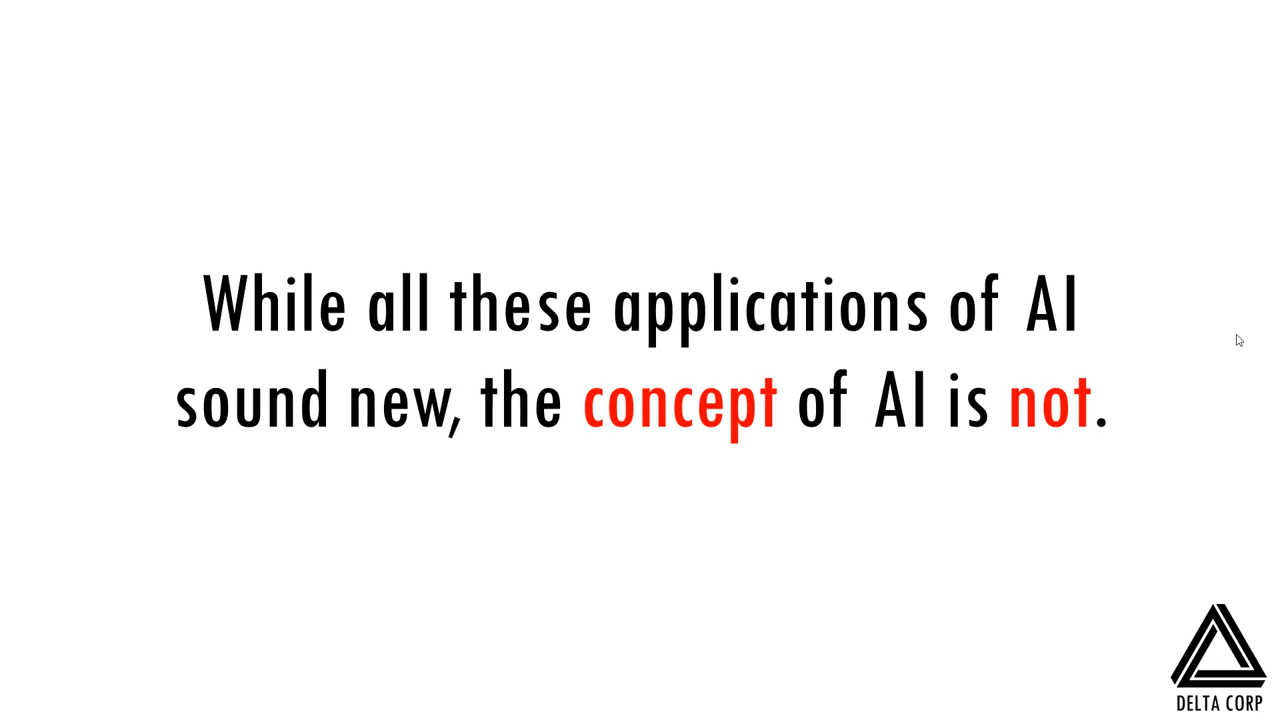 While all these applications of AI
sound new, the concept of AI is not.
DELTA CORP